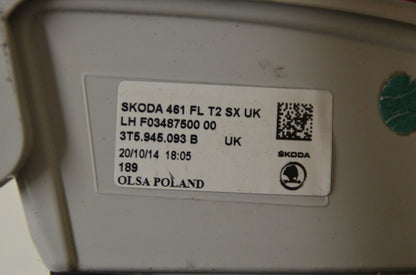 SKODA 461 FL T2 SX UK
LH F03487500 00
3T5.945.093 B UK
20/10/14 18:05
189
OLSA POLAND
ŠKODA